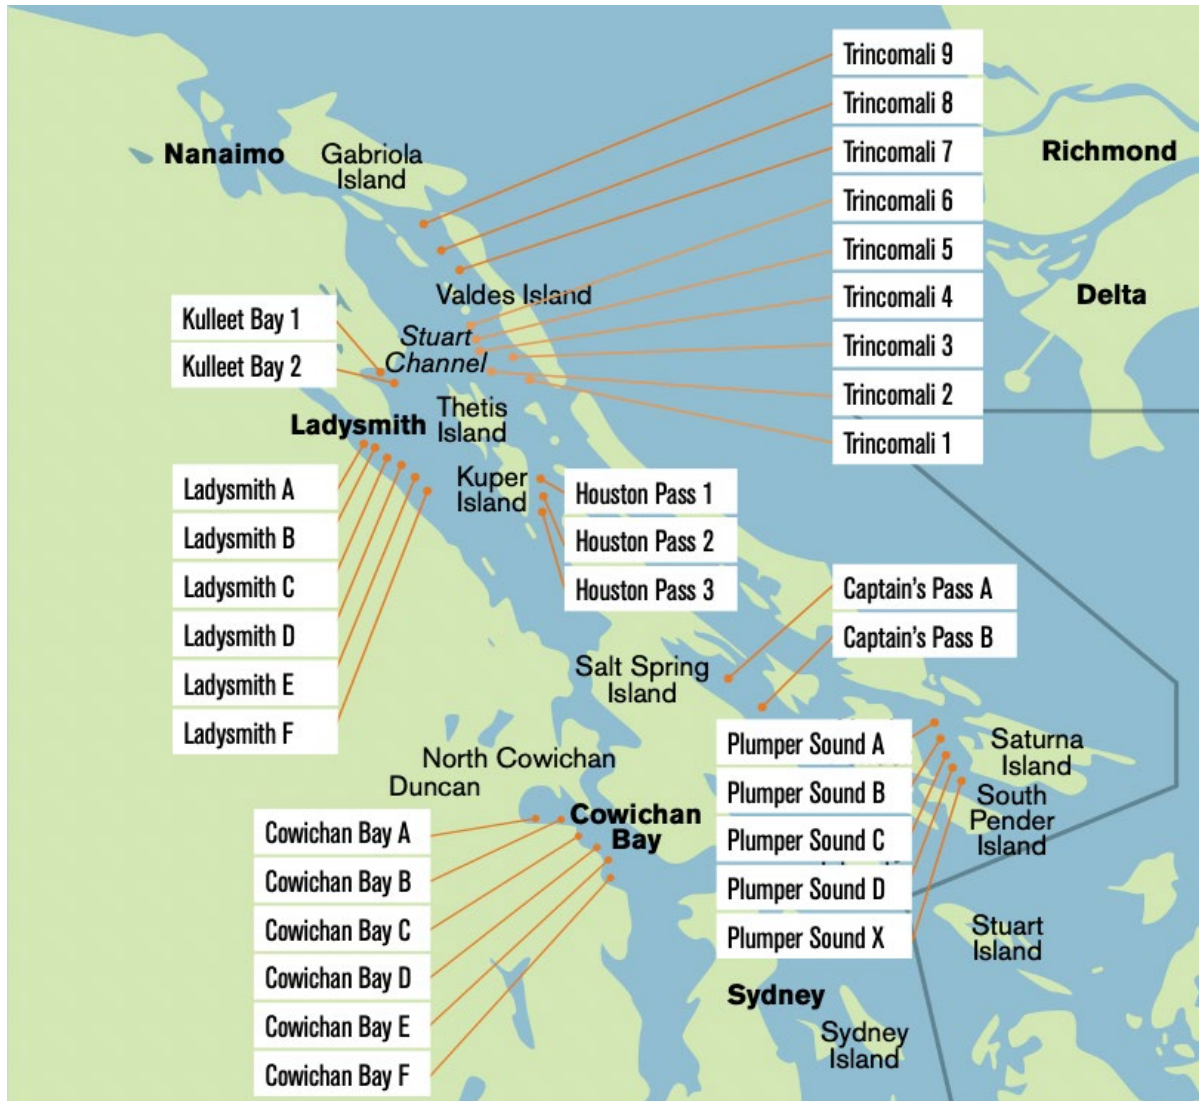 Trincomali 9
Trincomali 8
Nanaimo
Gabriola
Island
Trincomali 7
Richmond
Trincomali 6
Trincomali 5
Valdes Island
Trincomali 4
Delta
Kulleet Bay 1
Stuart
Channel
Trincomali 3
Kulleet Bay 2
Trincomali 2
Thetis
Island
Ladysmith
Trincomali 1
Kuper
Island
Ladysmith A
Houston Pass 1
Ladysmith B
Houston Pass 2
Ladysmith C
Houston Pass 3
Captain's Pass A
Ladysmith D
Captain's Pass B
Ladysmith E
Salt Spring
Island
Ladysmith F
Plumper Sound A
Saturna
Island
North Cowichan
Duncan
Plumper Sound B
South
Pender
Island
Cowichan
Bay
Cowichan Bay A
Plumper Sound C
Cowichan Bay B
Plumper Sound D
Cowichan Bay C
Plumper Sound X
Stuart
Island
Cowichan Bay D
Sydney
Cowichan Bay E
Sydney
Island
Cowichan Bay F